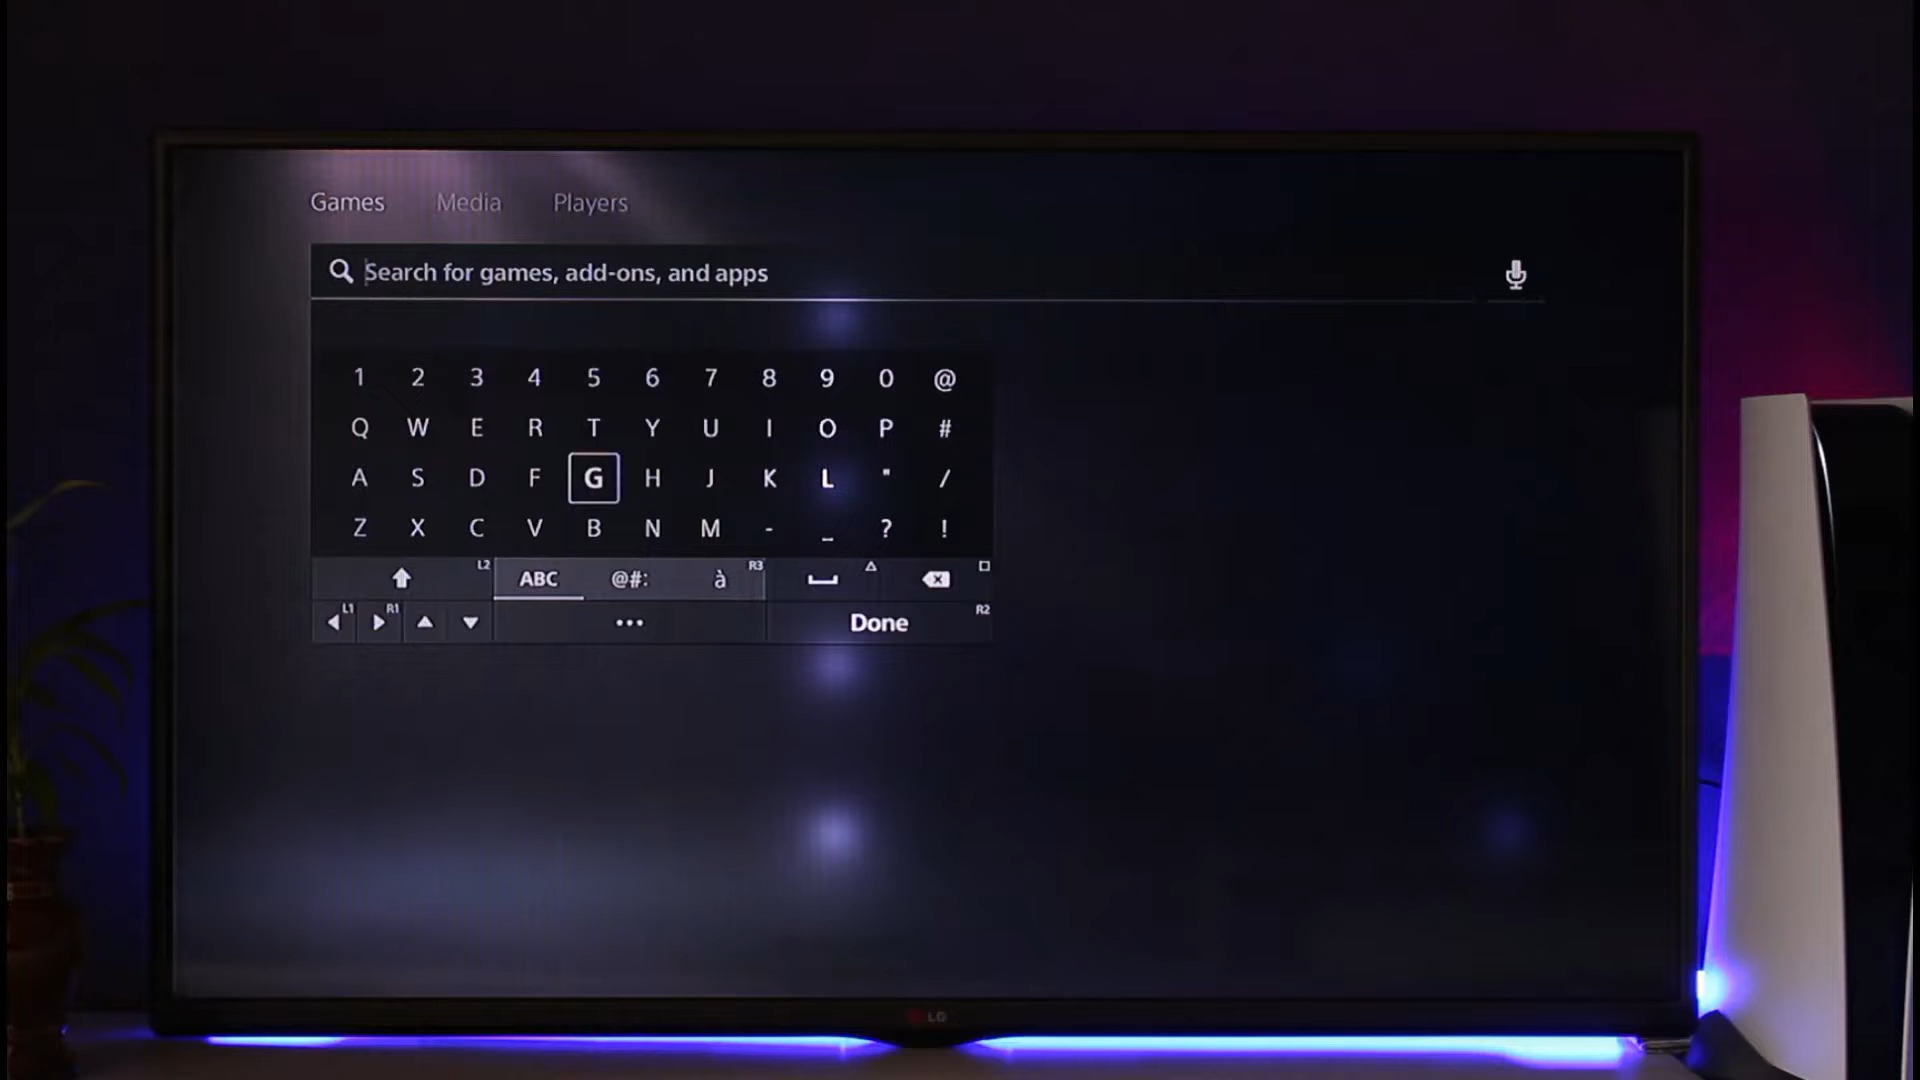 Games Media Players
Search for games, add-ons, and apps
1 2 3 4 5 6 7 8 9 0 @
Q W E R T Y U I O P #
A S D F G H J K L " /
Z X C V B N M - _ ? !
L2 ABC @#: à R3
L1 R1 ... Done R2
LG